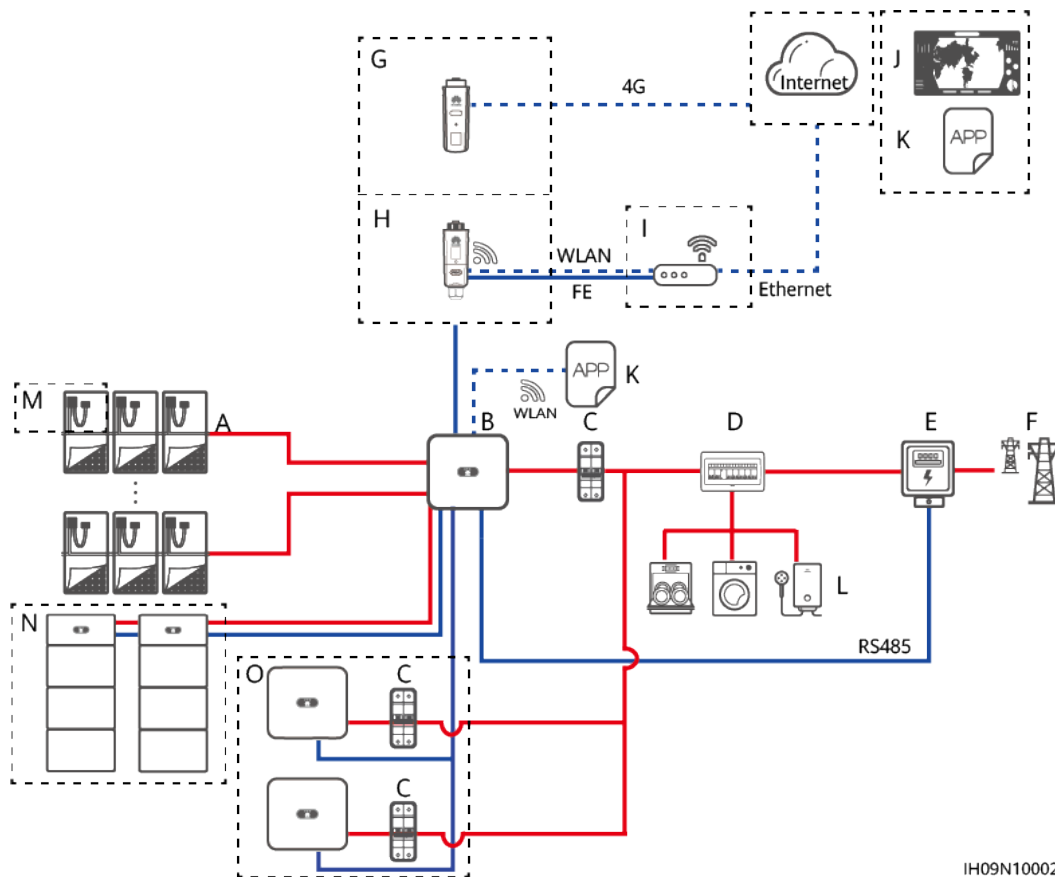 G
4G
Internet
J
K
APP
H
WLAN
FE
I
Ethernet
APP
K
WLAN
M
A
B
C
D
E
F
L
N
RS485
O
C
C
IH09N10002